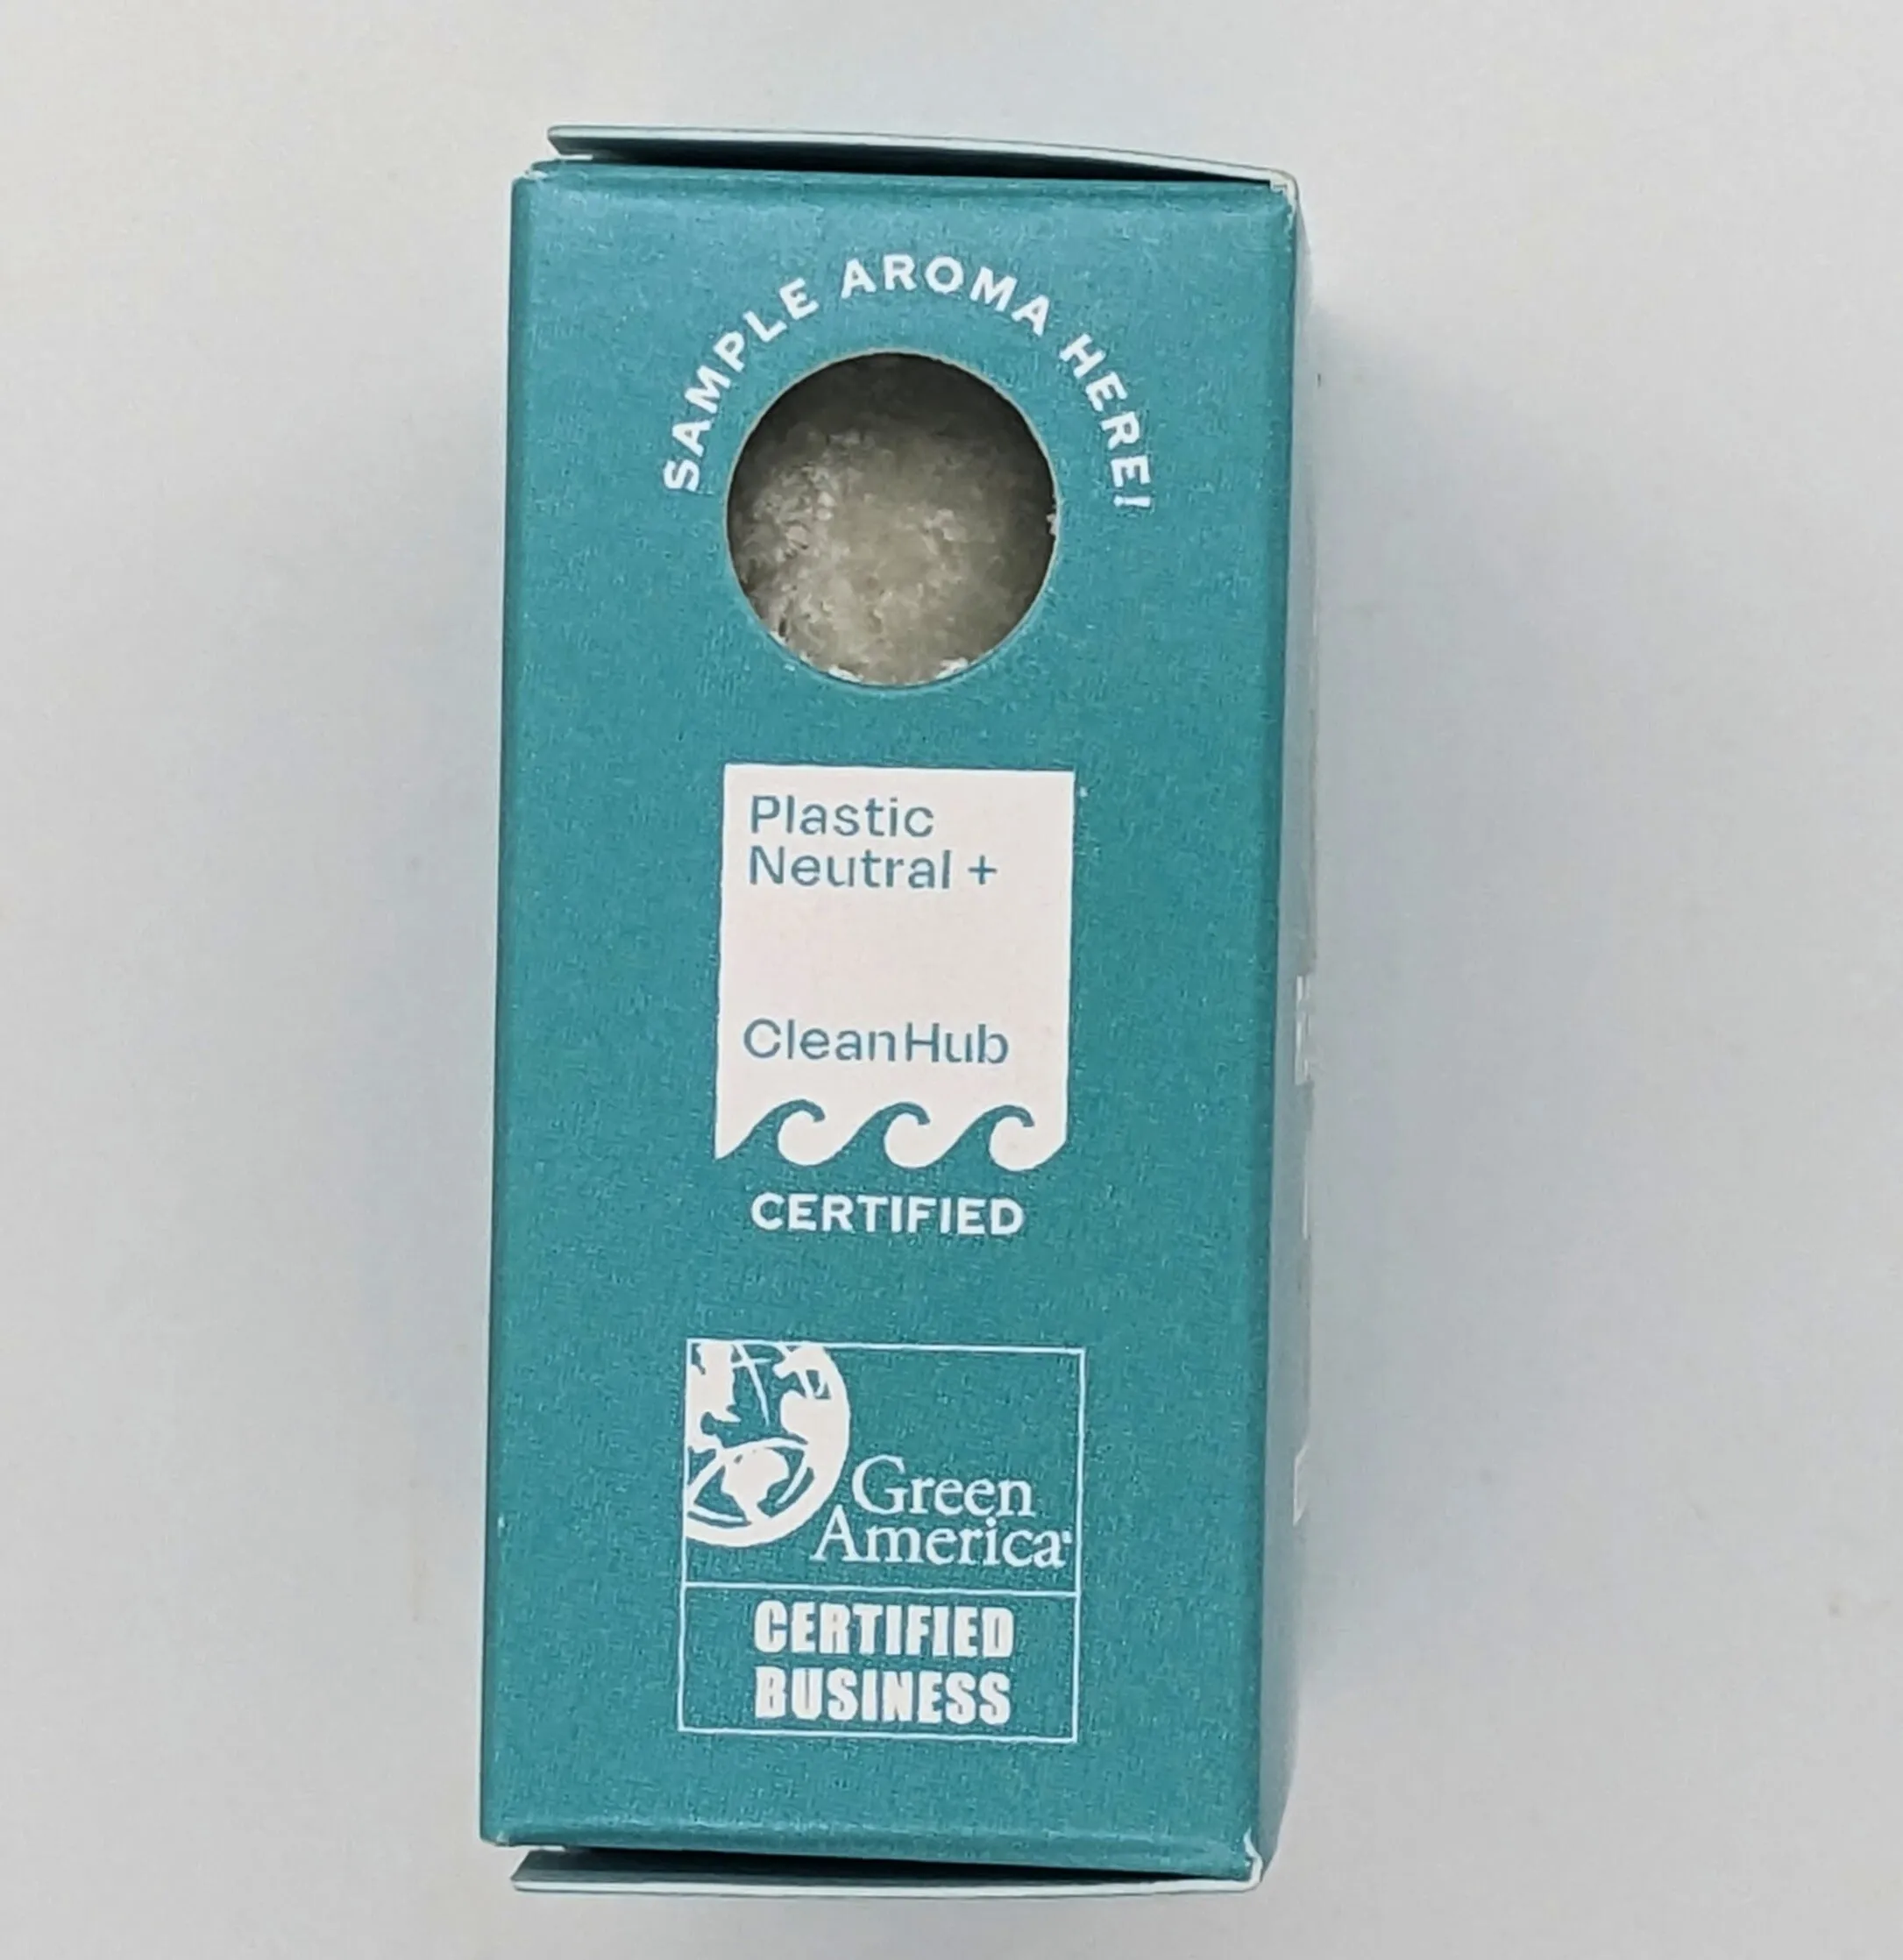 SAMPLE AROMA HERE!
Plastic
Neutral +
CleanHub
CERTIFIED
Green
America
CERTIFIED
BUSINESS